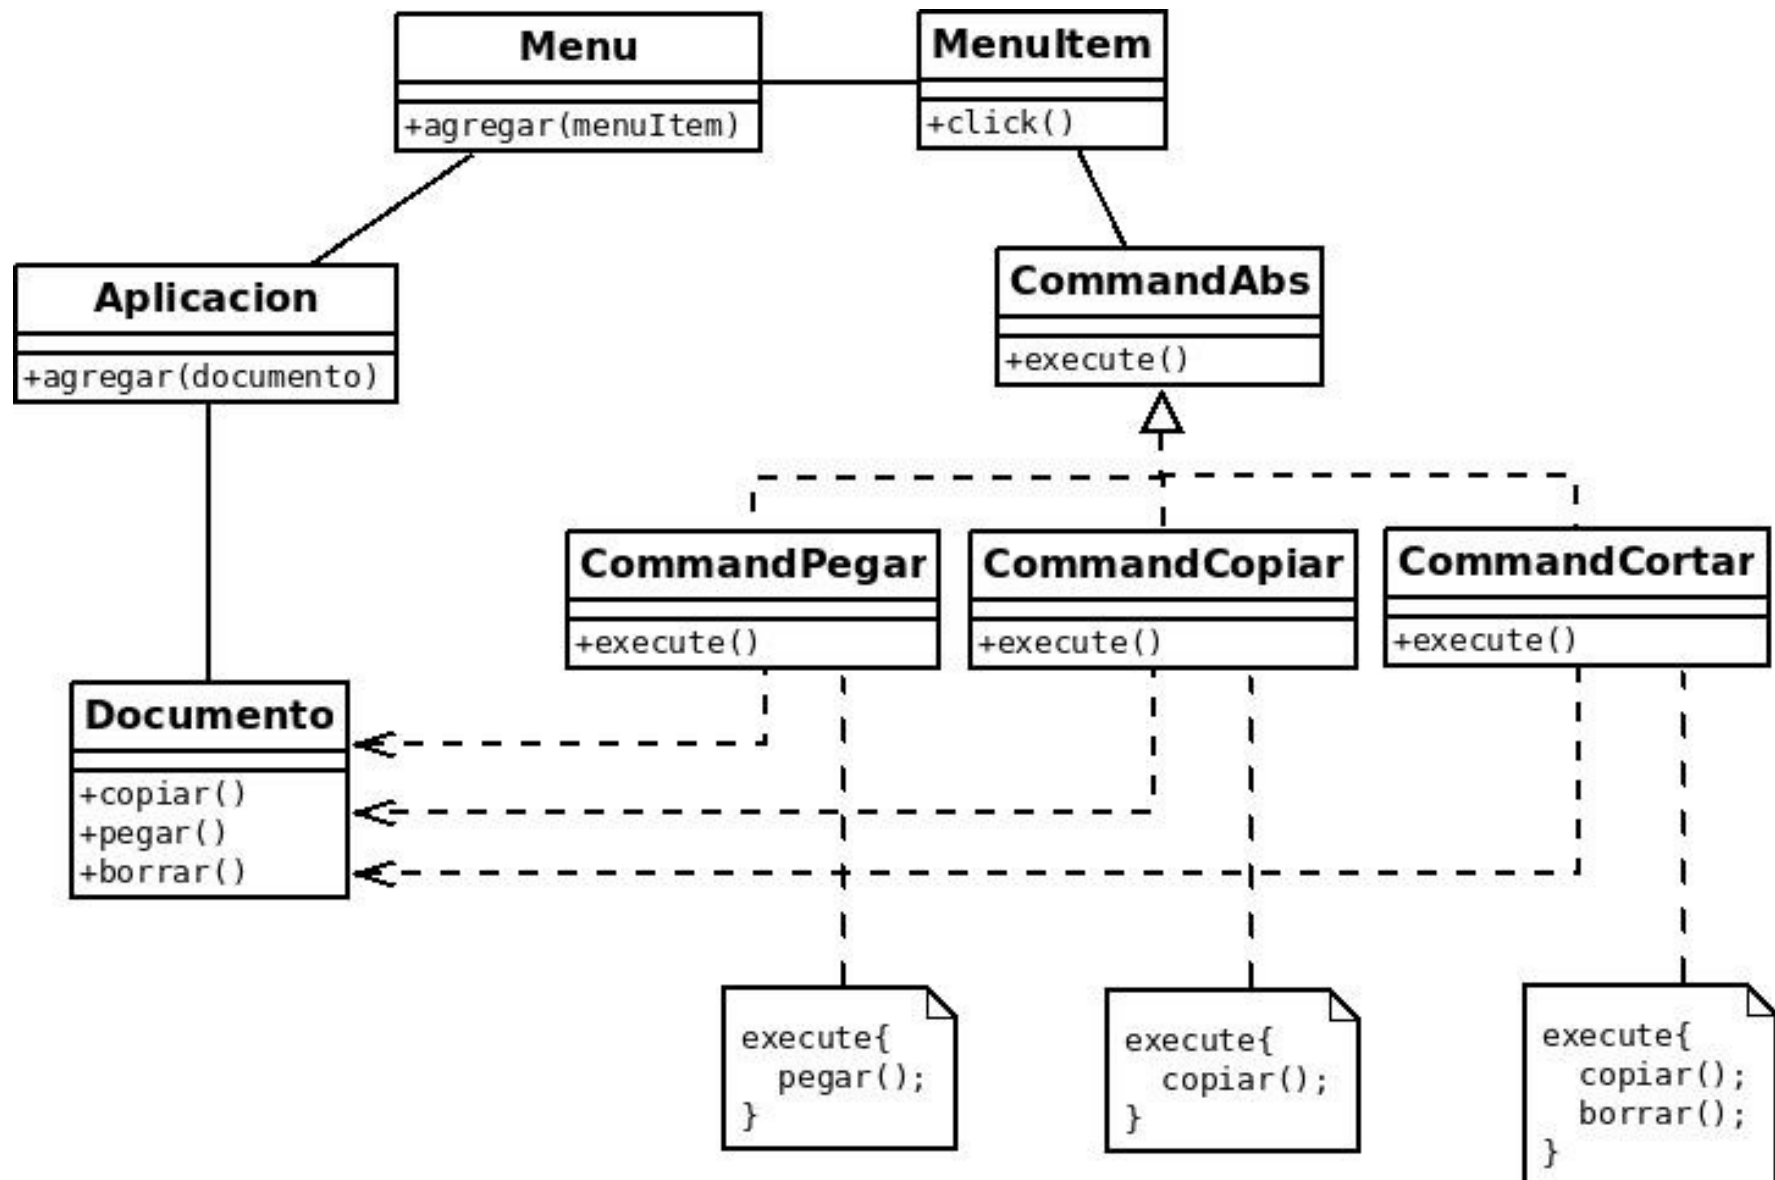 Menu
+agregar(menuItem)
MenuItem
+click()
Aplicacion
+agregar(documento)
CommandAbs
+execute()
CommandPegar
+execute()
CommandCopiar
+execute()
CommandCortar
+execute()
Documento
+copiar()
+pegar()
+borrar()
execute{
pegar();
}
execute{
copiar();
}
execute{
copiar();
borrar();
}